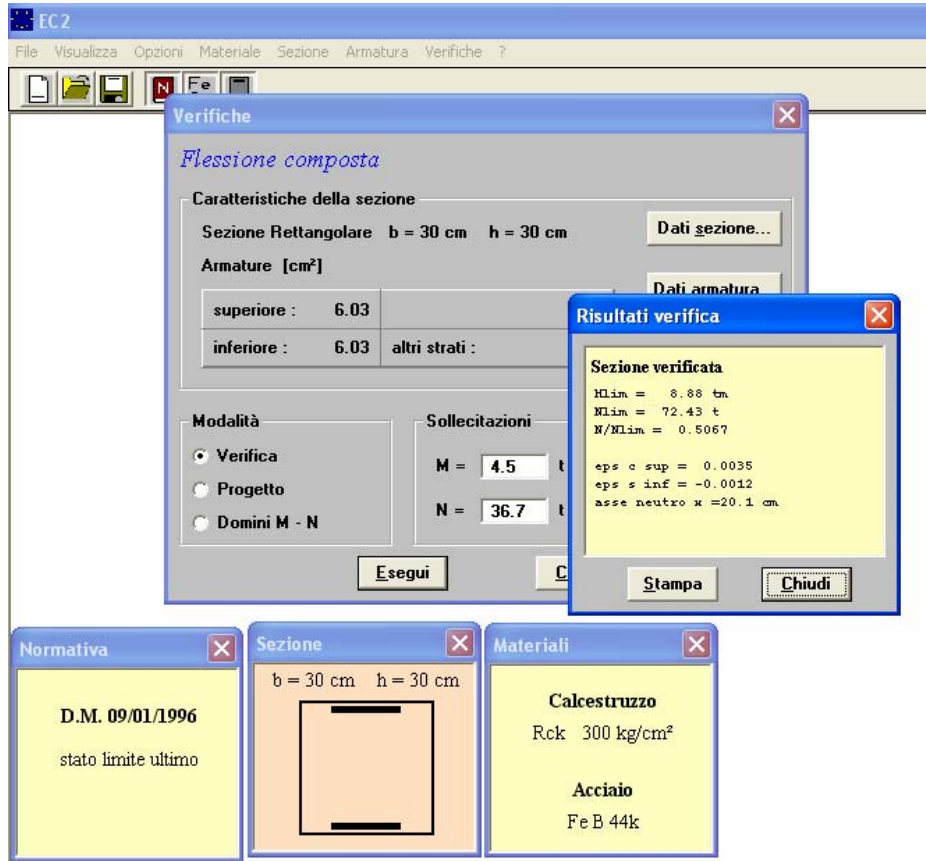 EC2
File Visualizza Opzioni Materiale Sezione Armatura Verifiche ?
N Fe
Verifiche
Flessione composta
Caratteristiche della sezione
Sezione Rettangolare b = 30 cm h = 30 cm
Dati sezione...
Armature [cm²]
Dati armatura
superiore : 6.03
inferiore : 6.03 altri strati :
Modalità
Verifica
Progetto
Domini M - N
Sollecitazioni
M = 4.5 t
N = 36.7 t
Esegui
C
Risultati verifica
Sezione verificata
Mlim = 8.88 tm
Nlim = 72.43 t
N/Nlim = 0.5067
eps c sup = 0.0035
eps s inf = -0.0012
asse neutro x =20.1 cm
Stampa Chiudi
Normativa
D.M. 09/01/1996
stato limite ultimo
Sezione
b = 30 cm h = 30 cm
Materiali
Calcestruzzo
Rck 300 kg/cm²
Acciaio
Fe B 44k